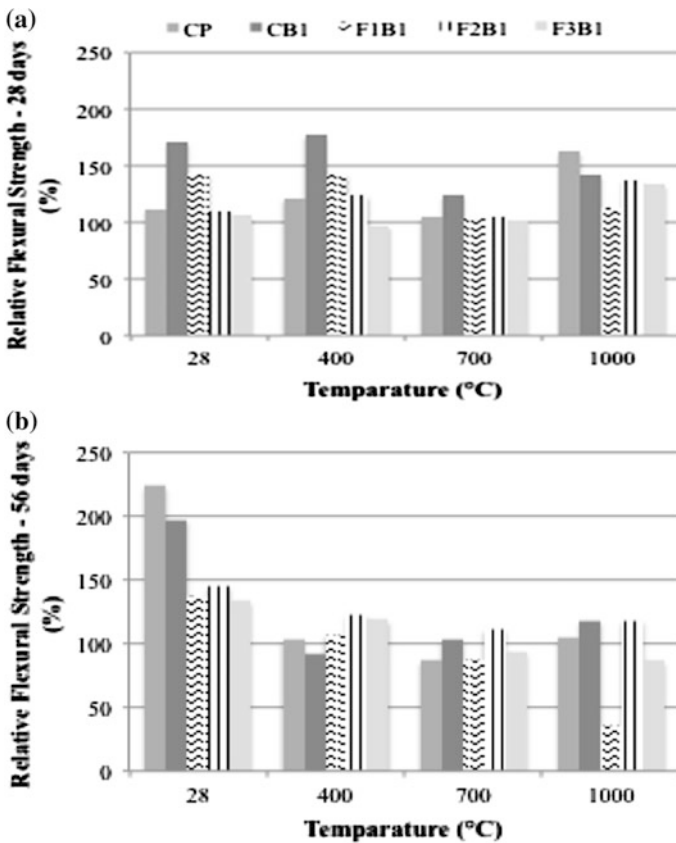 (a)
CP CB1 F1B1 F2B1 F3B1
Relative Flexural Strength - 28 days
(%)
250
200
150
100
50
0
28 400 700 1000
Temparature (°C)
(b)
Relative Flexural Strength - 56 days
(%)
250
200
150
100
50
0
28 400 700 1000
Temparature (°C)